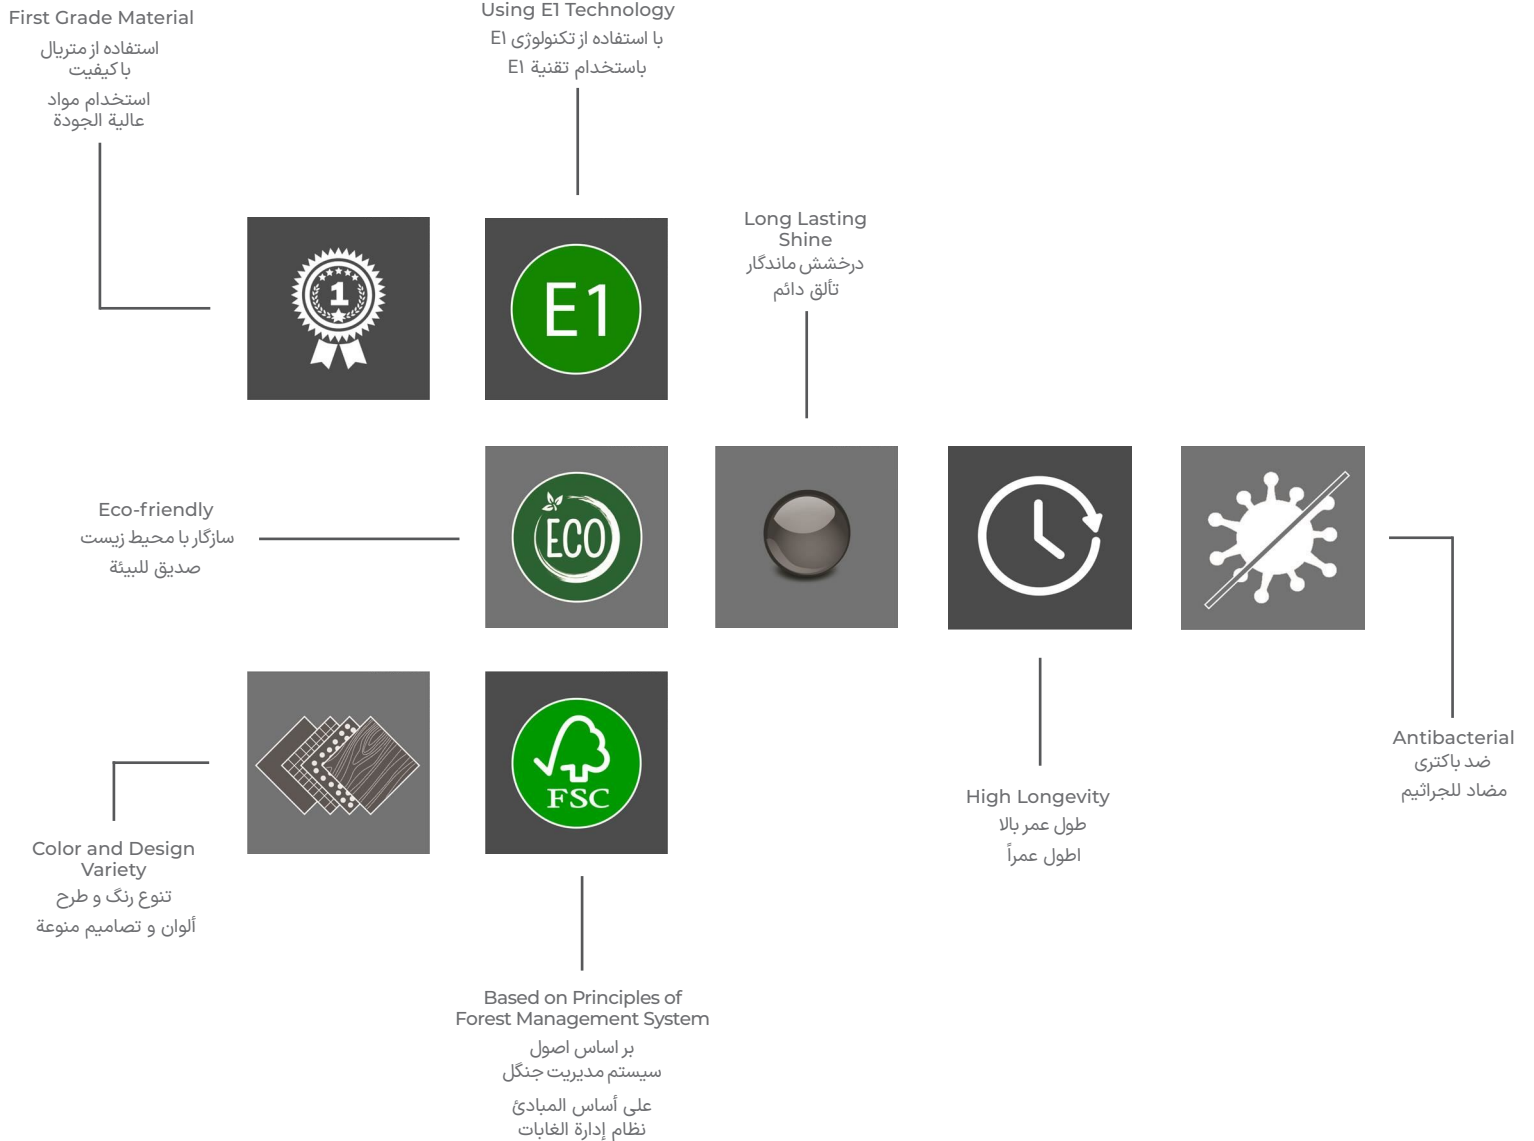 First Grade Material
استفاده از متریال
با کیفیت
استخدام مواد
عالية الجودة
Using E1 Technology
با استفاده از تکنولوژی E1
باستخدام تقنية E1
1
E1
Long Lasting
Shine
درخشش ماندگار
تألق دائم
Eco-friendly
سازگار با محیط زیست
صديق للبيئة
ECO
Antibacterial
ضد باکتری
مضاد للجراثيم
High Longevity
طول عمر بالا
اطول عمراً
FSC
Color and Design
Variety
تنوع رنگ و طرح
ألوان و تصاميم منوعة
Based on Principles of
Forest Management System
بر اساس اصول
سیستم مدیریت جنگل
على أساس المبادئ
نظام إدارة الغابات